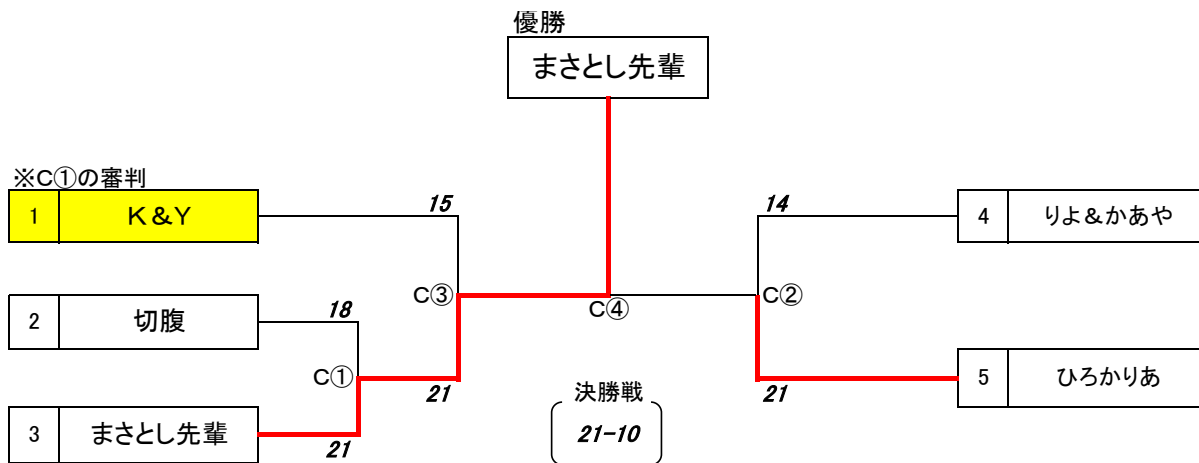 優勝
まさとし先輩
※C①の審判
1 K&Y
15
14
4 りよ&かあや
C③
C④
C②
2 切腹
18
C①
21
21
5 ひろかりあ
3 まさとし先輩
21
決勝戦
21-10